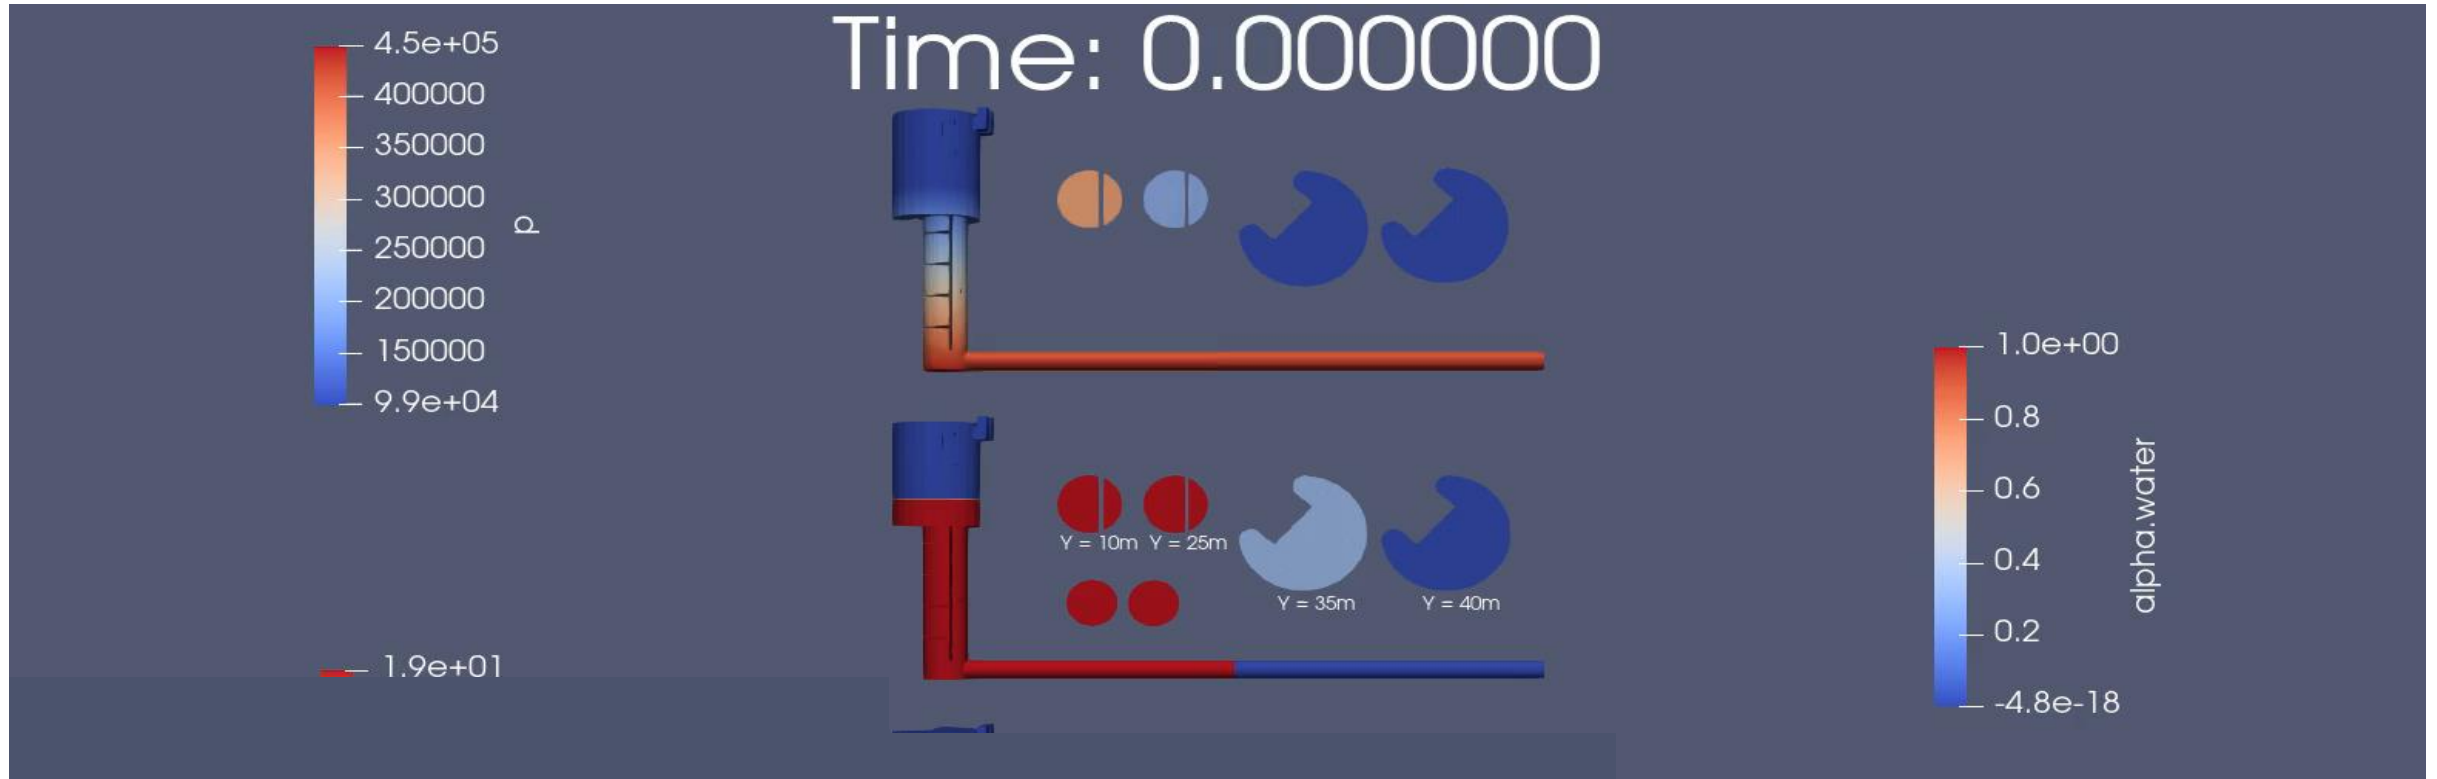 Time: 0.000000
4.5e+05
400000
350000
300000
250000
200000
150000
9.9e+04
p
Y = 10m Y = 25m
Y = 35m Y = 40m
1.0e+00
0.8
0.6
0.4
0.2
-4.8e-18
alpha.water
1.9e+01